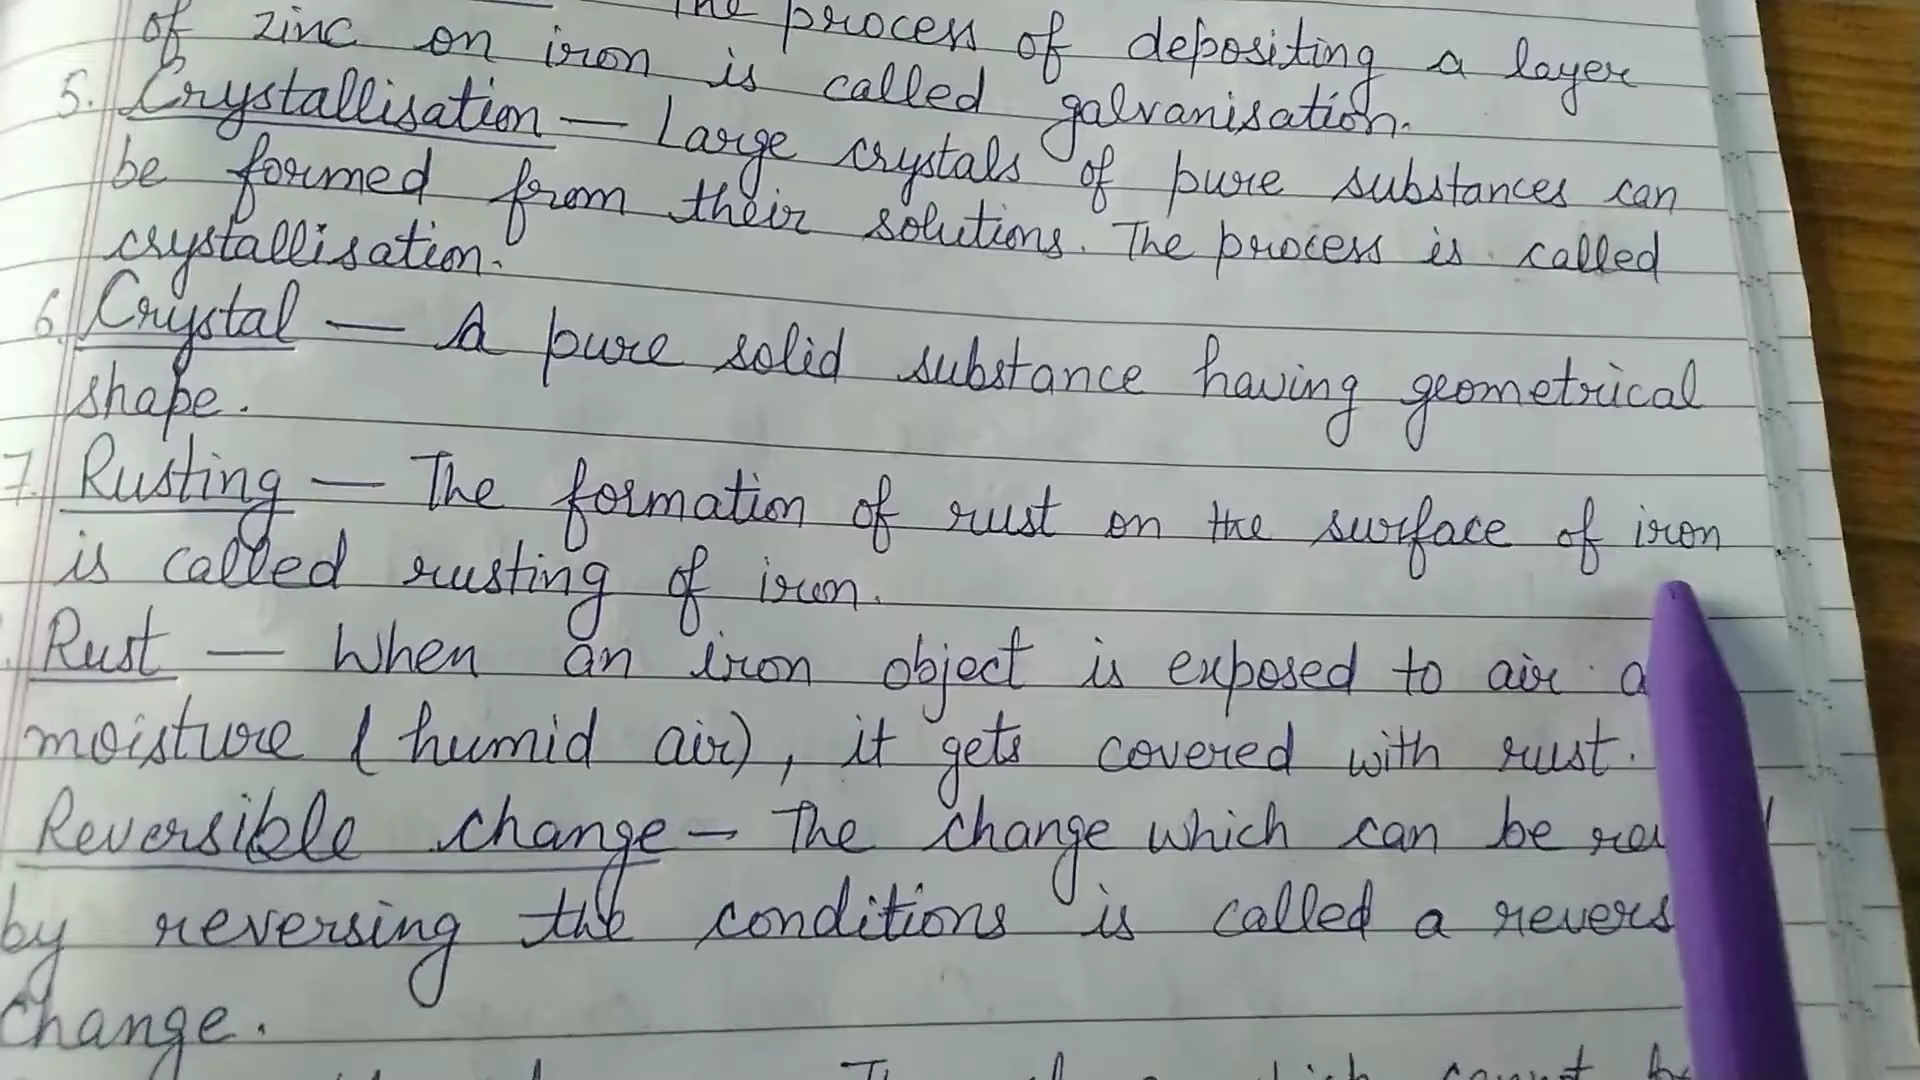 The process of depositing a layer
of zinc on iron is called galvanisation.
5. Crystallisation — Large crystals of pure substances can
be formed from their solutions. The process is called
crystallisation.
6. Crystal — A pure solid substance having geometrical
shape.
7. Rusting — The formation of rust on the surface of iron
is called rusting of iron.
Rust — When an iron object is exposed to air
moisture (humid air), it gets covered with rust.
Reversible change — The change which can be
by reversing the conditions is called a revers
change.
cannot